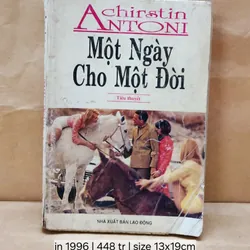 Achirstin
ANTONI
Một Ngày
Cho Một Đời
Tiểu thuyết
NHÀ XUẤT BẢN LAO ĐỘNG
in 1996 | 448 tr | size 13x19cm